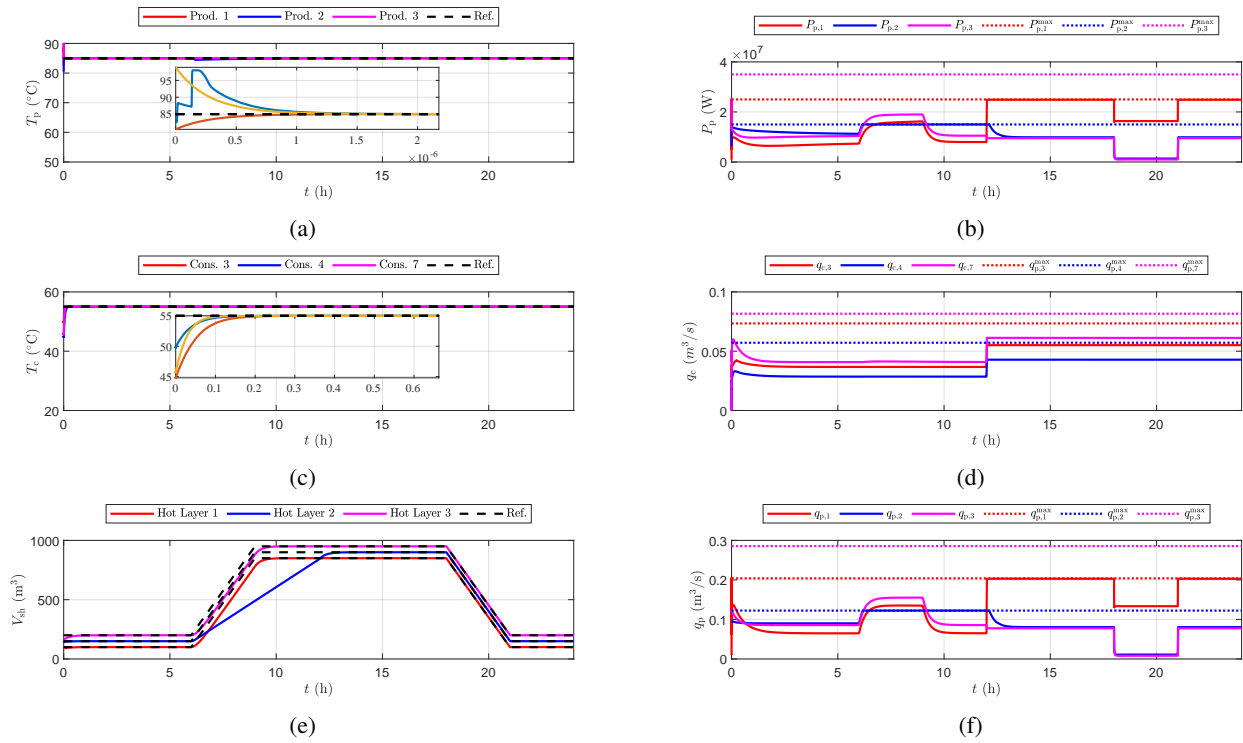 Prod. 1 Prod. 2 Prod. 3 Ref.
90
80
70
60
50
T_p (°C)
95
90
85
0 0.5 1 1.5 2
×10^-6
0 5 10 15 20
t (h)
(a)
P_p,1 P_p,2 P_p,3 P_p,1^max P_p,2^max P_p,3^max
×10^7
4
2
0
P_p (W)
0 5 10 15 20
t (h)
(b)
Cons. 3 Cons. 4 Cons. 7 Ref.
60
40
20
T_c (°C)
55
50
45
0 0.1 0.2 0.3 0.4 0.5 0.6
0 5 10 15 20
t (h)
(c)
q_c,3 q_c,4 q_c,7 q_p,3^max q_p,4^max q_p,7^max
0.1
0.05
0
q_c (m^3/s)
0 5 10 15 20
t (h)
(d)
Hot Layer 1 Hot Layer 2 Hot Layer 3 Ref.
1000
500
0
V_sh (m^3)
0 5 10 15 20
t (h)
(e)
q_p,1 q_p,2 q_p,3 q_p,1^max q_p,2^max q_p,3^max
0.3
0.2
0.1
0
q_p (m^3/s)
0 5 10 15 20
t (h)
(f)